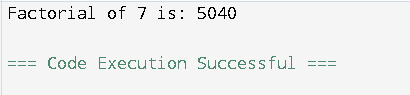 Factorial of 7 is: 5040
=== Code Execution Successful ===